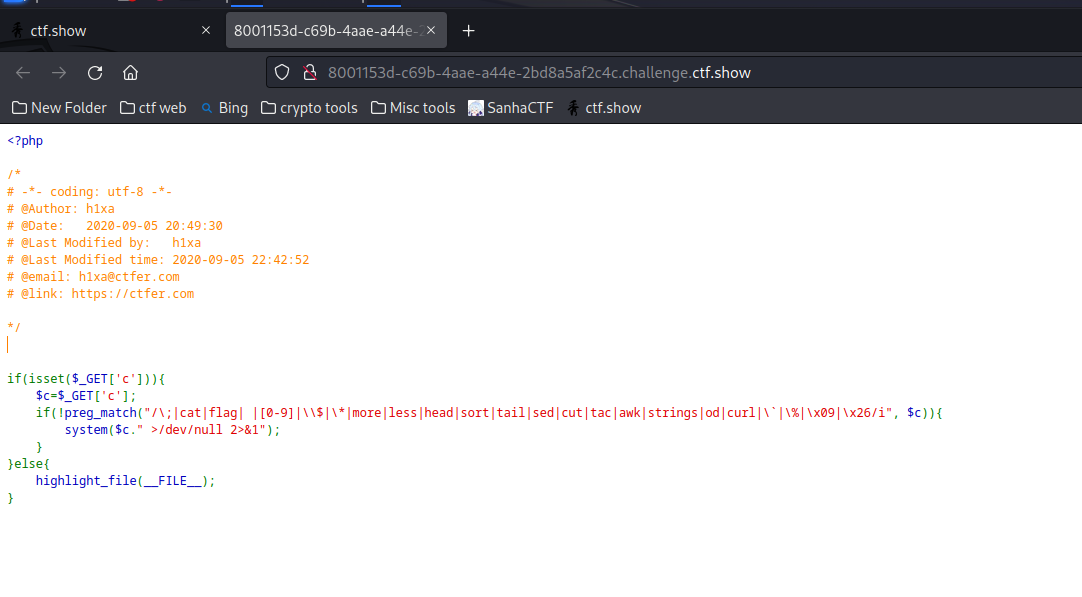 ctf.show
8001153d-c69b-4aae-a44e-2
8001153d-c69b-4aae-a44e-2bd8a5af2c4c.challenge.ctf.show
New Folder ctf web Bing crypto tools Misc tools SanhaCTF ctf.show
<?php
/*
# -*- coding: utf-8 -*-
# @Author: h1xa
# @Date:   2020-09-05 20:49:30
# @Last Modified by:   h1xa
# @Last Modified time: 2020-09-05 22:42:52
# @email: h1xa@ctfer.com
# @link: https://ctfer.com
*/
if(isset($_GET['c'])){
    $c=$_GET['c'];
    if(!preg_match("/\;|cat|flag| |[0-9]|\\$|\*|more|less|head|sort|tail|sed|cut|tac|awk|strings|od|curl|\`|\%|\x09|\x26/i", $c)){
        system($c." >/dev/null 2>&1");
    }
}else{
    highlight_file(__FILE__);
}